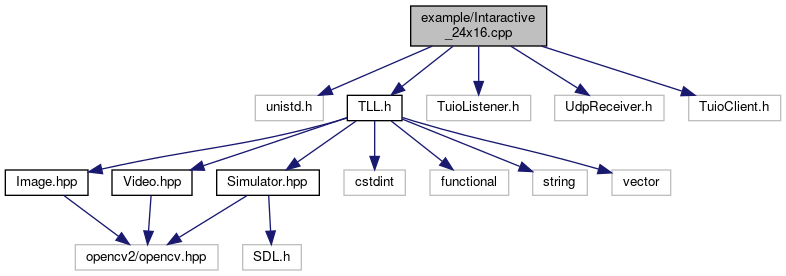 example/Intaractive
_24x16.cpp
unistd.h
TLL.h
TuioListener.h
UdpReceiver.h
TuioClient.h
Image.hpp
Video.hpp
Simulator.hpp
cstdint
functional
string
vector
opencv2/opencv.hpp
SDL.h